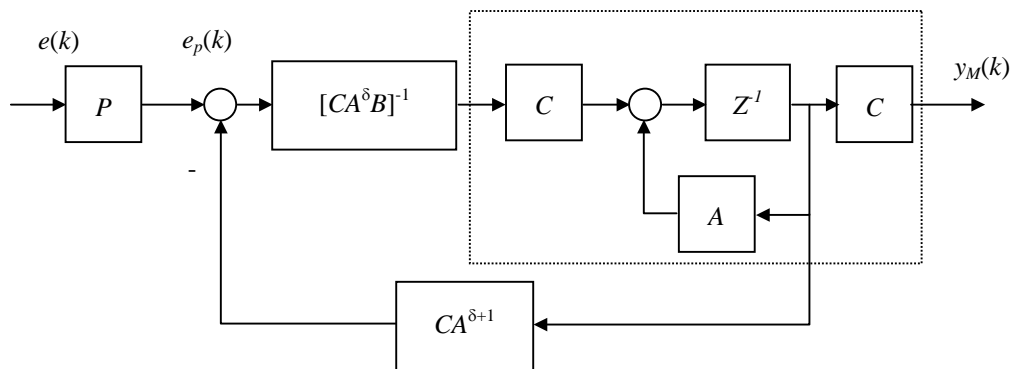 e(k)
e_p(k)
y_M(k)
P
[CA^δB]^-1
C
Z^-1
C
-
A
CA^δ+1